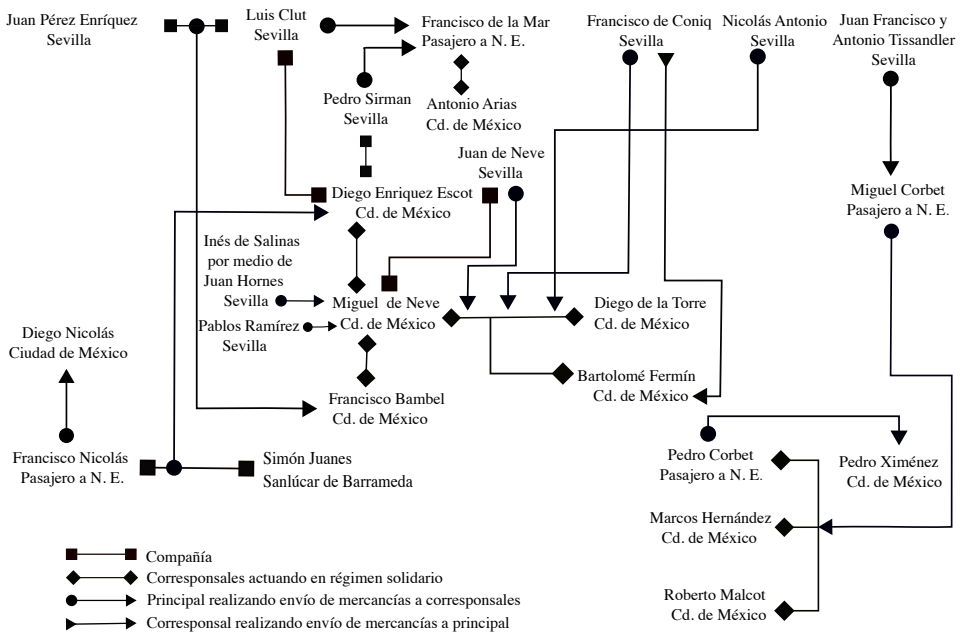 Juan Pérez Enríquez
Sevilla
Luis Clut
Sevilla
Francisco de la Mar
Pasajero a N. E.
Francisco de Coniq
Sevilla
Nicolás Antonio
Sevilla
Juan Francisco y
Antonio Tissandler
Sevilla
Pedro Sirman
Sevilla
Antonio Arias
Cd. de México
Juan de Neve
Sevilla
Diego Enriquez Escot
Cd. de México
Miguel Corbet
Pasajero a N. E.
Inés de Salinas
por medio de
Juan Hornes
Sevilla
Miguel de Neve
Cd. de México
Diego de la Torre
Cd. de México
Pablos Ramírez
Sevilla
Diego Nicolás
Ciudad de México
Bartolomé Fermín
Cd. de México
Francisco Bambel
Cd. de México
Francisco Nicolás
Pasajero a N. E.
Simón Juanes
Sanlúcar de Barrameda
Pedro Corbet
Pasajero a N. E.
Pedro Ximénez
Cd. de México
Marcos Hernández
Cd. de México
Roberto Malcot
Cd. de México
Compañía
Corresponsales actuando en régimen solidario
Principal realizando envío de mercancías a corresponsales
Corresponsal realizando envío de mercancías a principal